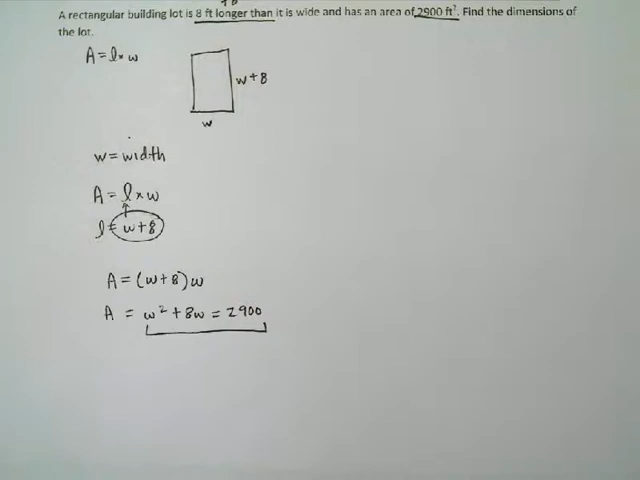 A rectangular building lot is 8 ft longer than it is wide and has an area of 2900 ft². Find the dimensions of
the lot.
A = l × w
w + 8
w
w = width
A = l × w
l = w + 8
A = (w + 8) w
A = w² + 8w = 2900